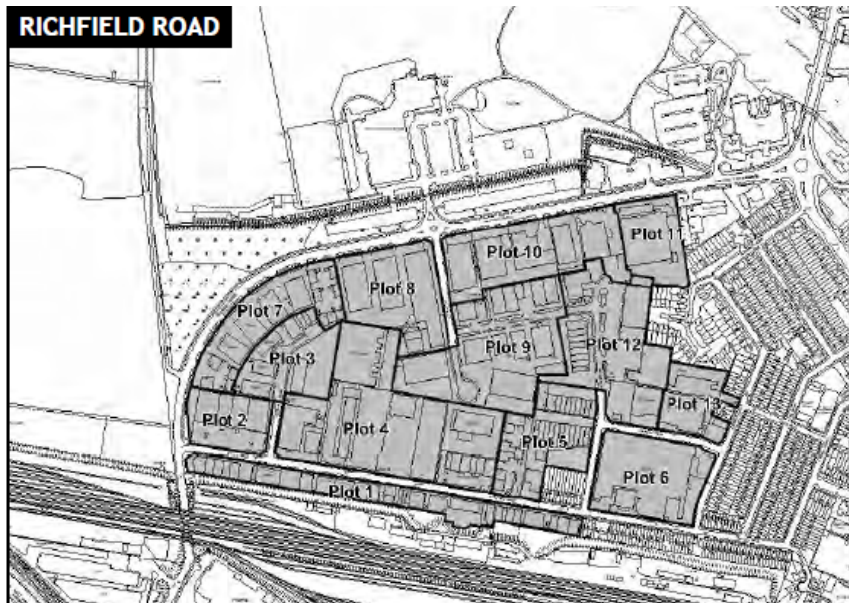 RICHFIELD ROAD
Plot 11
Plot 10
Plot 8
Plot 7
Plot 9
Plot 12
Plot 3
Plot 13
Plot 2
Plot 4
Plot 5
Plot 6
Plot 1